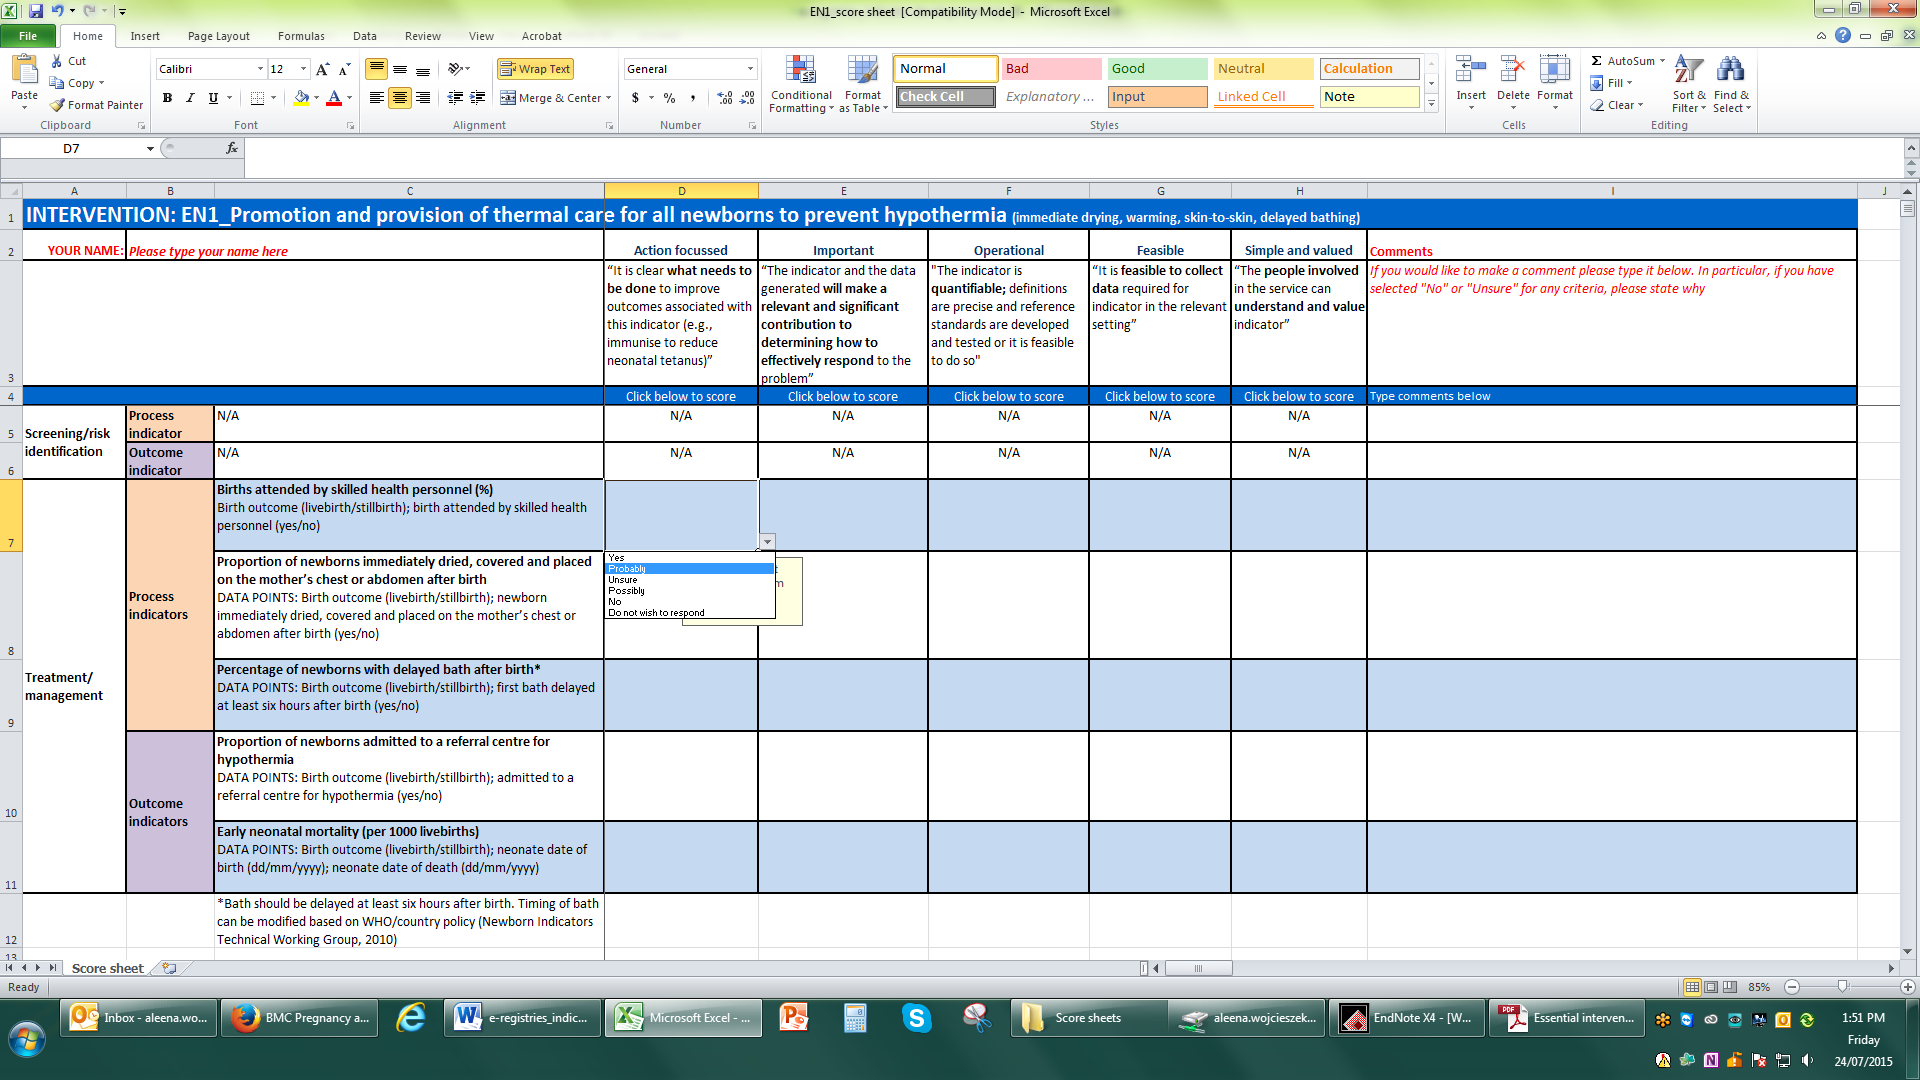 EN1_score sheet  [Compatibility Mode]  -  Microsoft Excel
File Home Insert Page Layout Formulas Data Review View Acrobat
Paste
Cut
Copy
Format Painter
Clipboard
Calibri 12
B I U
Font
Wrap Text
Merge & Center
Alignment
General
$ % ,
Number
Conditional Formatting
Format as Table
Normal Bad Good Neutral Calculation
Check Cell Explanatory ... Input Linked Cell Note
Styles
Insert Delete Format
Cells
AutoSum
Fill
Clear
Sort & Filter
Find & Select
Editing
D7 fx
A B C D E F G H I J
1 INTERVENTION: EN1_Promotion and provision of thermal care for all newborns to prevent hypothermia (immediate drying, warming, skin-to-skin, delayed bathing)
2 YOUR NAME: Please type your name here Action focussed Important Operational Feasible Simple and valued Comments
3
“It is clear what needs to
be done to improve
outcomes associated with
this indicator (e.g.,
immunise to reduce
neonatal tetanus)”
“The indicator and the data
generated will make a
relevant and significant
contribution to
determining how to
effectively respond to the
problem”
"The indicator is
quantifiable; definitions
are precise and reference
standards are developed
and tested or it is feasible
to do so"
“It is feasible to collect
data required for
indicator in the relevant
setting”
“The people involved
in the service can
understand and value
indicator”
If you would like to make a comment please type it below. In particular, if you have
selected "No" or "Unsure" for any criteria, please state why
4 Click below to score Click below to score Click below to score Click below to score Click below to score Type comments below
5
Screening/risk
identification
Process
indicator
N/A N/A N/A N/A N/A N/A
6
Outcome
indicator
N/A N/A N/A N/A N/A N/A
7
Treatment/
management
Process
indicators
Births attended by skilled health personnel (%)
Birth outcome (livebirth/stillbirth); birth attended by skilled health
personnel (yes/no)
Yes
Probably
Unsure
Possibly
No
Do not wish to respond
8
Proportion of newborns immediately dried, covered and placed
on the mother’s chest or abdomen after birth
DATA POINTS: Birth outcome (livebirth/stillbirth); newborn
immediately dried, covered and placed on the mother’s chest or
abdomen after birth (yes/no)
9
Percentage of newborns with delayed bath after birth*
DATA POINTS: Birth outcome (livebirth/stillbirth); first bath delayed
at least six hours after birth (yes/no)
10
Outcome
indicators
Proportion of newborns admitted to a referral centre for
hypothermia
DATA POINTS: Birth outcome (livebirth/stillbirth); admitted to a
referral centre for hypothermia (yes/no)
11
Early neonatal mortality (per 1000 livebirths)
DATA POINTS: Birth outcome (livebirth/stillbirth); neonate date of
birth (dd/mm/yyyy); neonate date of death (dd/mm/yyyy)
12
*Bath should be delayed at least six hours after birth. Timing of bath
can be modified based on WHO/country policy (Newborn Indicators
Technical Working Group, 2010)
13
Score sheet
Ready 85%
Inbox - aleena.wo... BMC Pregnancy a... e-registries_indic... Microsoft Excel - ... Score sheets aleena.wojcieszek... EndNote X4 - [W... Essential interven...
1:51 PM
Friday
24/07/2015